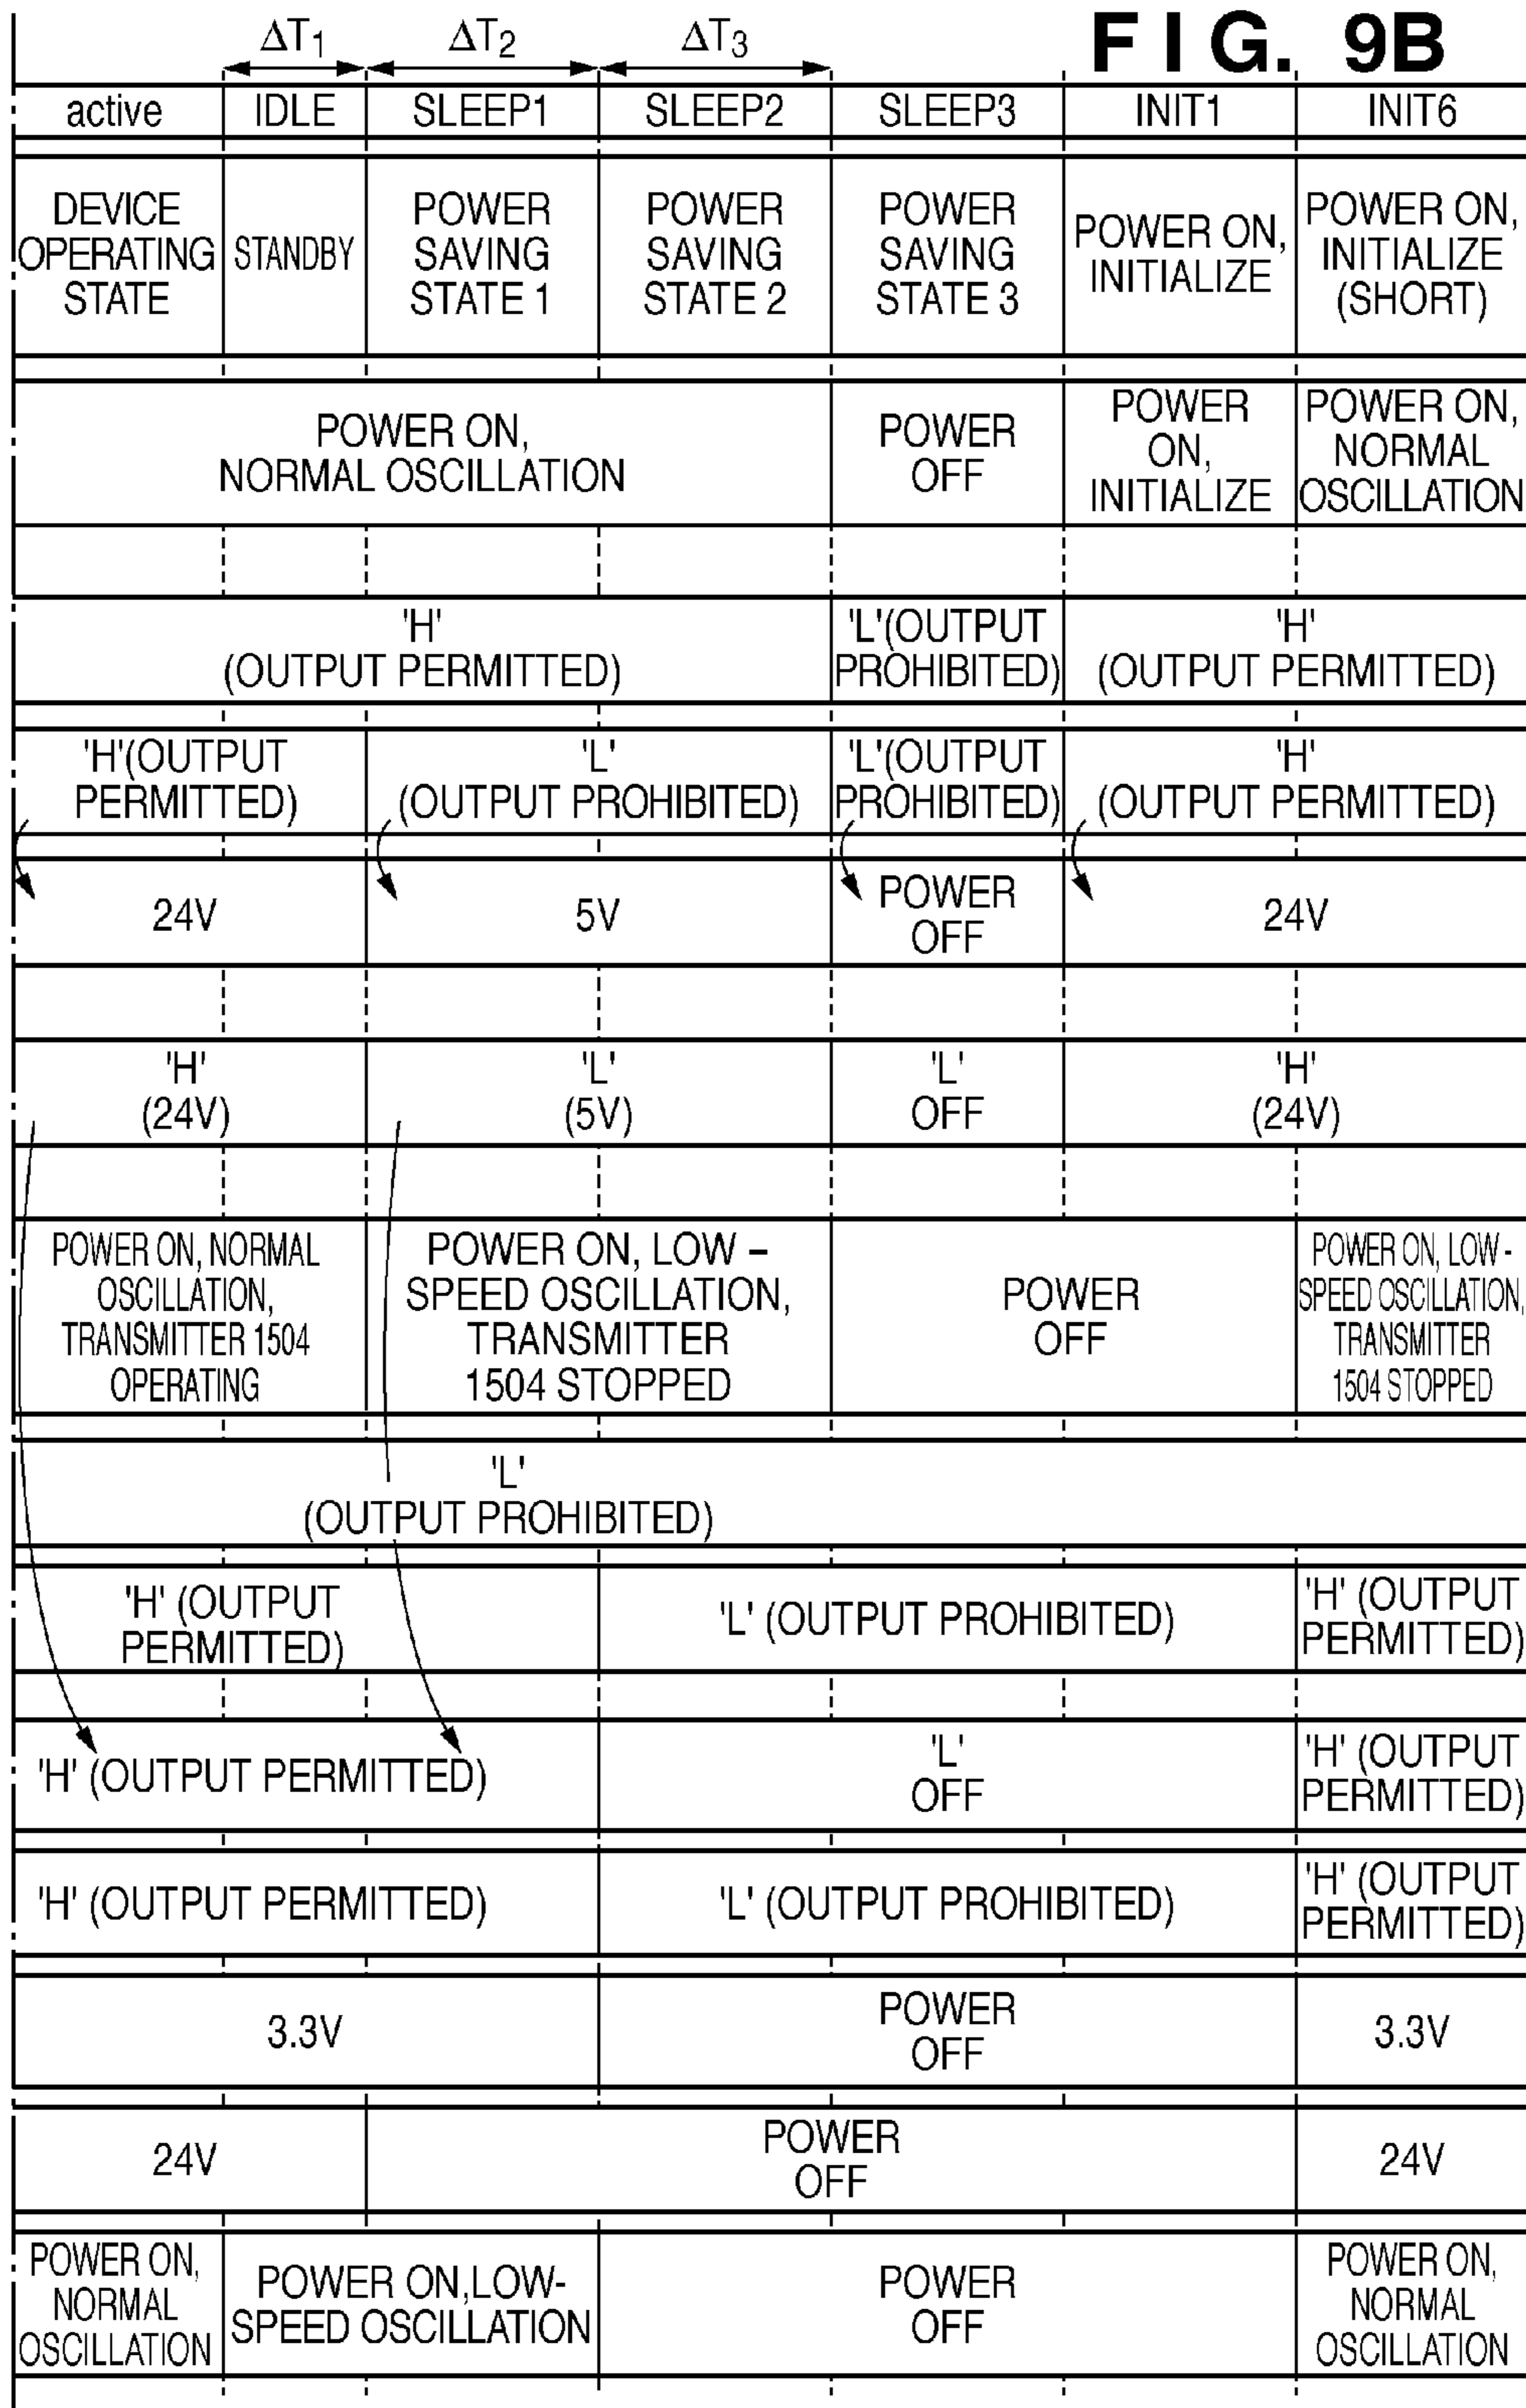 FIG. 9B
ΔT1 ΔT2 ΔT3
active IDLE SLEEP1 SLEEP2 SLEEP3 INIT1 INIT6
DEVICE
OPERATING
STATE
STANDBY
POWER
SAVING
STATE 1
POWER
SAVING
STATE 2
POWER
SAVING
STATE 3
POWER ON,
INITIALIZE
POWER ON,
INITIALIZE
(SHORT)
POWER ON,
NORMAL OSCILLATION
POWER
OFF
POWER
ON,
INITIALIZE
POWER ON,
NORMAL
OSCILLATION
'H'
(OUTPUT PERMITTED)
'L'(OUTPUT
PROHIBITED)
'H'
(OUTPUT PERMITTED)
'H'(OUTPUT
PERMITTED)
'L'
(OUTPUT PROHIBITED)
'L'(OUTPUT
PROHIBITED)
'H'
(OUTPUT PERMITTED)
24V
5V
POWER
OFF
24V
'H'
(24V)
'L'
(5V)
'L'
OFF
'H'
(24V)
POWER ON, NORMAL
OSCILLATION,
TRANSMITTER 1504
OPERATING
POWER ON, LOW -
SPEED OSCILLATION,
TRANSMITTER
1504 STOPPED
POWER
OFF
POWER ON, LOW -
SPEED OSCILLATION,
TRANSMITTER
1504 STOPPED
'L'
(OUTPUT PROHIBITED)
'H' (OUTPUT
PERMITTED)
'L' (OUTPUT PROHIBITED)
'H' (OUTPUT
PERMITTED)
'H' (OUTPUT PERMITTED)
'L'
OFF
'H' (OUTPUT
PERMITTED)
'H' (OUTPUT PERMITTED)
'L' (OUTPUT PROHIBITED)
'H' (OUTPUT
PERMITTED)
3.3V
POWER
OFF
3.3V
24V
POWER
OFF
24V
POWER ON,
NORMAL
OSCILLATION
POWER ON,LOW-
SPEED OSCILLATION
POWER
OFF
POWER ON,
NORMAL
OSCILLATION